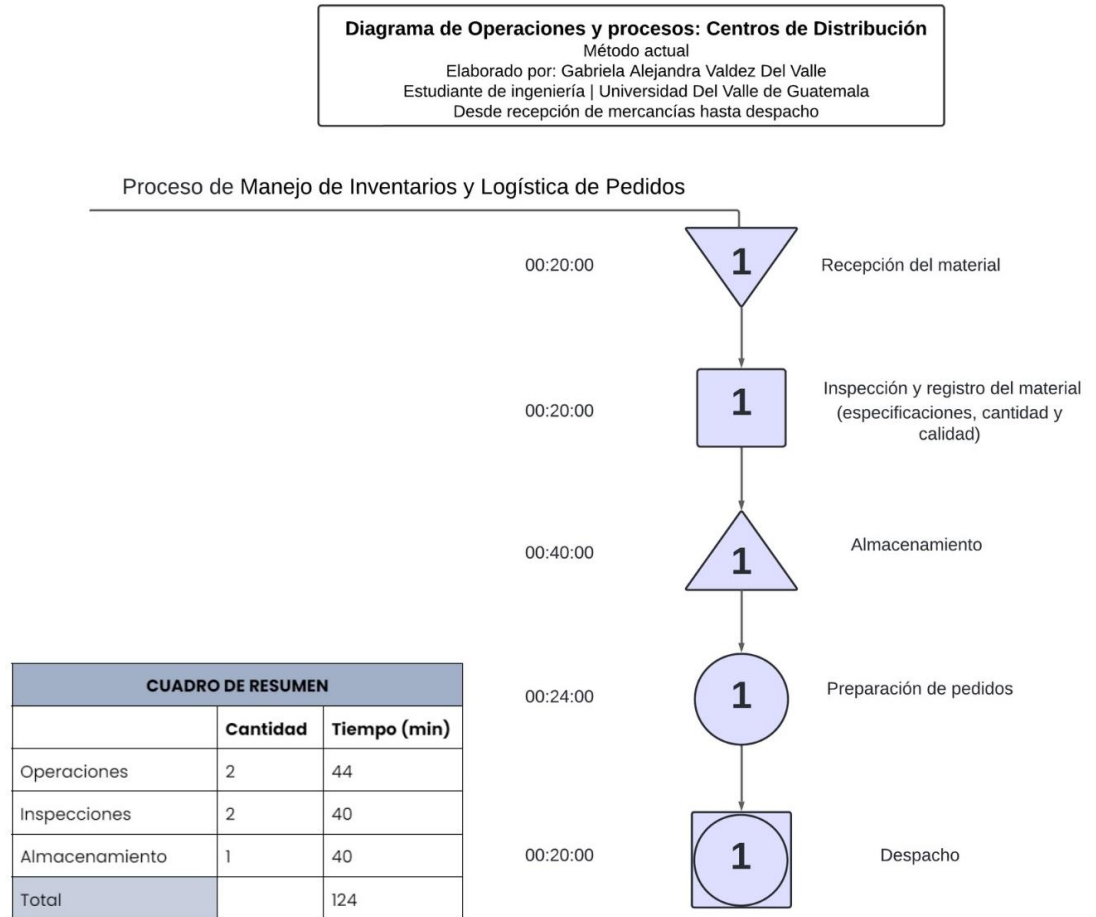 Diagrama de Operaciones y procesos: Centros de Distribución
Método actual
Elaborado por: Gabriela Alejandra Valdez Del Valle
Estudiante de ingeniería | Universidad Del Valle de Guatemala
Desde recepción de mercancías hasta despacho
Proceso de Manejo de Inventarios y Logística de Pedidos
00:20:00 1 Recepción del material
00:20:00 1 Inspección y registro del material
(especificaciones, cantidad y
calidad)
00:40:00 1 Almacenamiento
00:24:00 1 Preparación de pedidos
00:20:00 1 Despacho
CUADRO DE RESUMEN
Cantidad Tiempo (min)
Operaciones 2 44
Inspecciones 2 40
Almacenamiento 1 40
Total 124